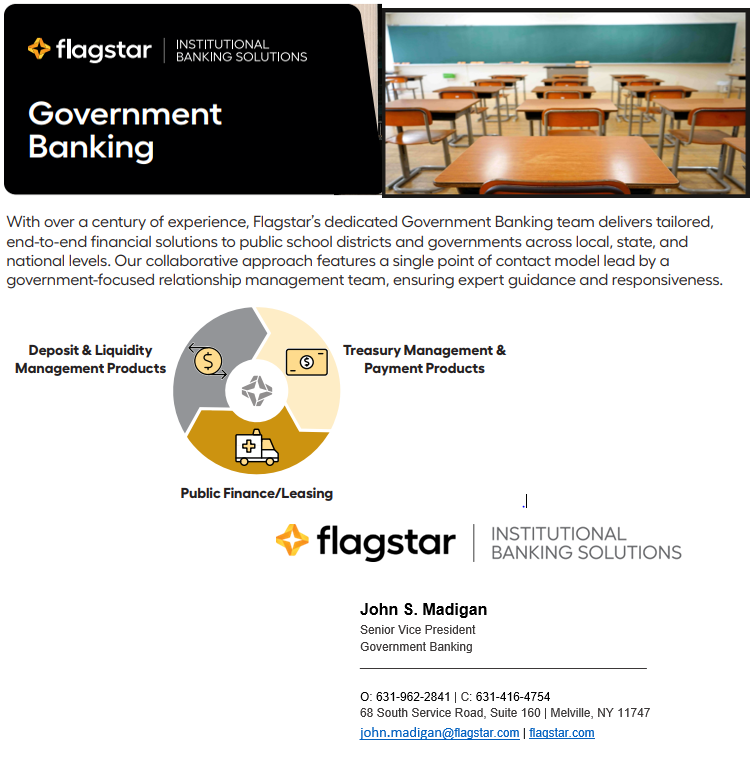 flagstar | INSTITUTIONAL
BANKING SOLUTIONS
Government
Banking
With over a century of experience, Flagstar's dedicated Government Banking team delivers tailored,
end-to-end financial solutions to public school districts and governments across local, state, and
national levels. Our collaborative approach features a single point of contact model lead by a
government-focused relationship management team, ensuring expert guidance and responsiveness.
Deposit & Liquidity
Management Products
$
$
Treasury Management &
Payment Products
Public Finance/Leasing
.
flagstar | INSTITUTIONAL
BANKING SOLUTIONS
John S. Madigan
Senior Vice President
Government Banking
O: 631-962-2841 | C: 631-416-4754
68 South Service Road, Suite 160 | Melville, NY 11747
john.madigan@flagstar.com | flagstar.com